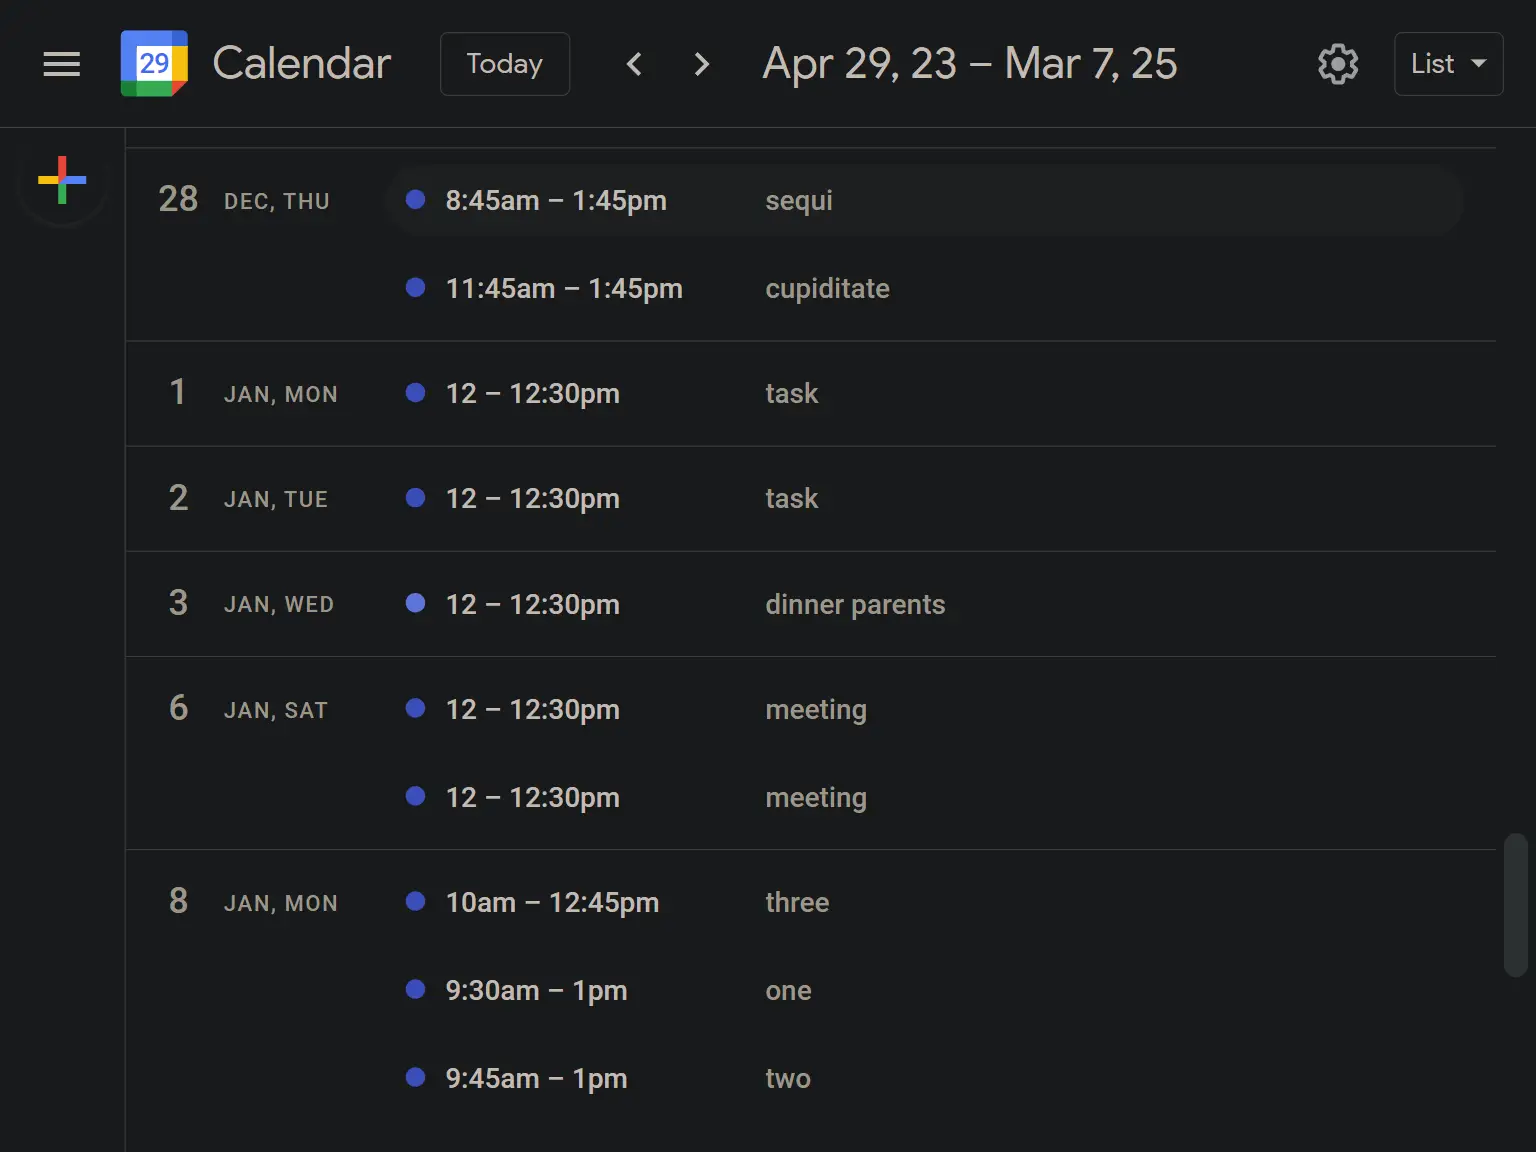 29 Calendar Today Apr 29, 23 – Mar 7, 25 List
28 DEC, THU 8:45am – 1:45pm sequi
11:45am – 1:45pm cupiditate
1 JAN, MON 12 – 12:30pm task
2 JAN, TUE 12 – 12:30pm task
3 JAN, WED 12 – 12:30pm dinner parents
6 JAN, SAT 12 – 12:30pm meeting
12 – 12:30pm meeting
8 JAN, MON 10am – 12:45pm three
9:30am – 1pm one
9:45am – 1pm two